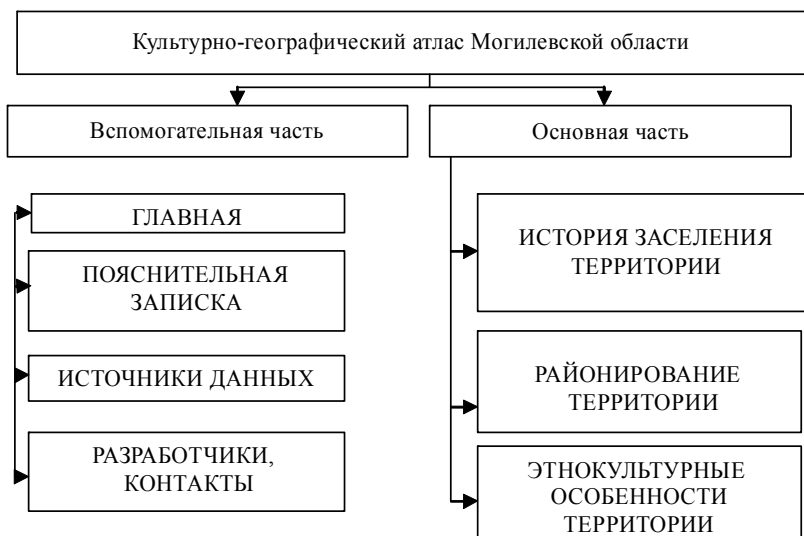 Культурно-географический атлас Могилевской области
Вспомогательная часть
Основная часть
ГЛАВНАЯ
ПОЯСНИТЕЛЬНАЯ
ЗАПИСКА
ИСТОЧНИКИ ДАННЫХ
РАЗРАБОТЧИКИ,
КОНТАКТЫ
ИСТОРИЯ ЗАСЕЛЕНИЯ
ТЕРРИТОРИИ
РАЙОНИРОВАНИЕ
ТЕРРИТОРИИ
ЭТНОКУЛЬТУРНЫЕ
ОСОБЕННОСТИ
ТЕРРИТОРИИ